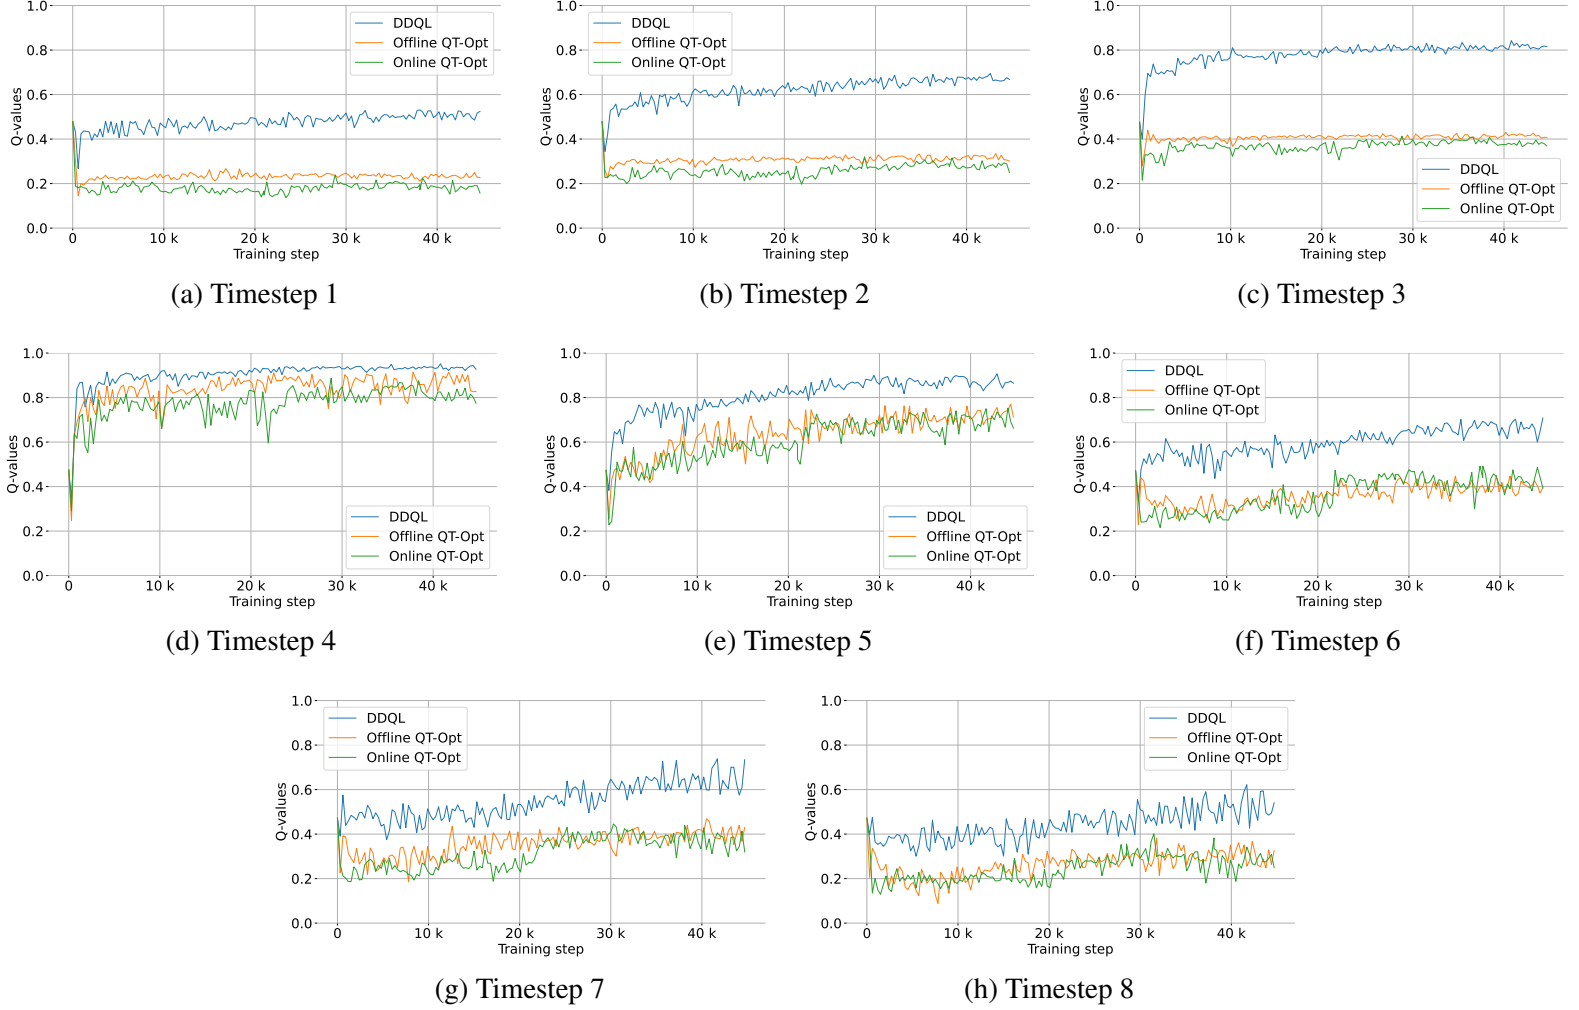 1.0
0.8
0.6
0.4
0.2
0.0
Q-values
0 10 k 20 k 30 k 40 k
Training step
DDQL
Offline QT-Opt
Online QT-Opt
(a) Timestep 1
1.0
0.8
0.6
0.4
0.2
0.0
Q-values
0 10 k 20 k 30 k 40 k
Training step
DDQL
Offline QT-Opt
Online QT-Opt
(b) Timestep 2
1.0
0.8
0.6
0.4
0.2
0.0
Q-values
0 10 k 20 k 30 k 40 k
Training step
DDQL
Offline QT-Opt
Online QT-Opt
(c) Timestep 3
1.0
0.8
0.6
0.4
0.2
0.0
Q-values
0 10 k 20 k 30 k 40 k
Training step
DDQL
Offline QT-Opt
Online QT-Opt
(d) Timestep 4
1.0
0.8
0.6
0.4
0.2
0.0
Q-values
0 10 k 20 k 30 k 40 k
Training step
DDQL
Offline QT-Opt
Online QT-Opt
(e) Timestep 5
1.0
0.8
0.6
0.4
0.2
0.0
Q-values
0 10 k 20 k 30 k 40 k
Training step
DDQL
Offline QT-Opt
Online QT-Opt
(f) Timestep 6
1.0
0.8
0.6
0.4
0.2
0.0
Q-values
0 10 k 20 k 30 k 40 k
Training step
DDQL
Offline QT-Opt
Online QT-Opt
(g) Timestep 7
1.0
0.8
0.6
0.4
0.2
0.0
Q-values
0 10 k 20 k 30 k 40 k
Training step
DDQL
Offline QT-Opt
Online QT-Opt
(h) Timestep 8